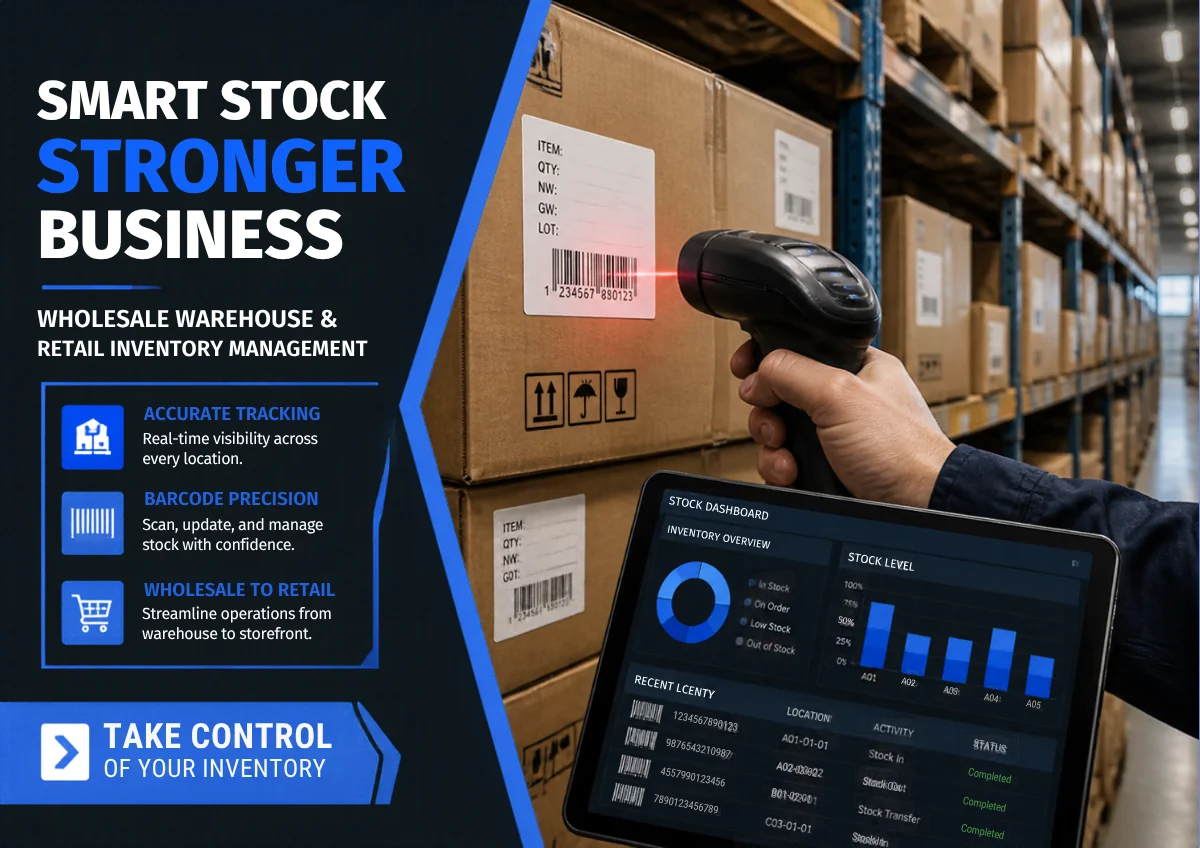 SMART STOCK
STRONGER
BUSINESS
WHOLESALE WAREHOUSE &
RETAIL INVENTORY MANAGEMENT
ACCURATE TRACKING
Real-time visibility across
every location.
BARCODE PRECISION
Scan, update, and manage
stock with confidence.
WHOLESALE TO RETAIL
Streamline operations from
warehouse to storefront.
TAKE CONTROL
OF YOUR INVENTORY
ITEM:
QTY:
NW:
GW:
LOT:
1 234567 890123
ITEM:
QTY:
NW:
STOCK DASHBOARD
INVENTORY OVERVIEW
In Stock
On Order
Low Stock
Out of Stock
STOCK LEVEL
100%
75%
50%
25%
0%
A01 A02 A03 A04 A05
RECENT LCENTY
LOCATION ACTIVITY STATUS
1234567890123 A01-01-01 Stock In Completed
9876543210987 Completed
4557990123456 Stock Transfer Completed
7890123456789 C03-01-01